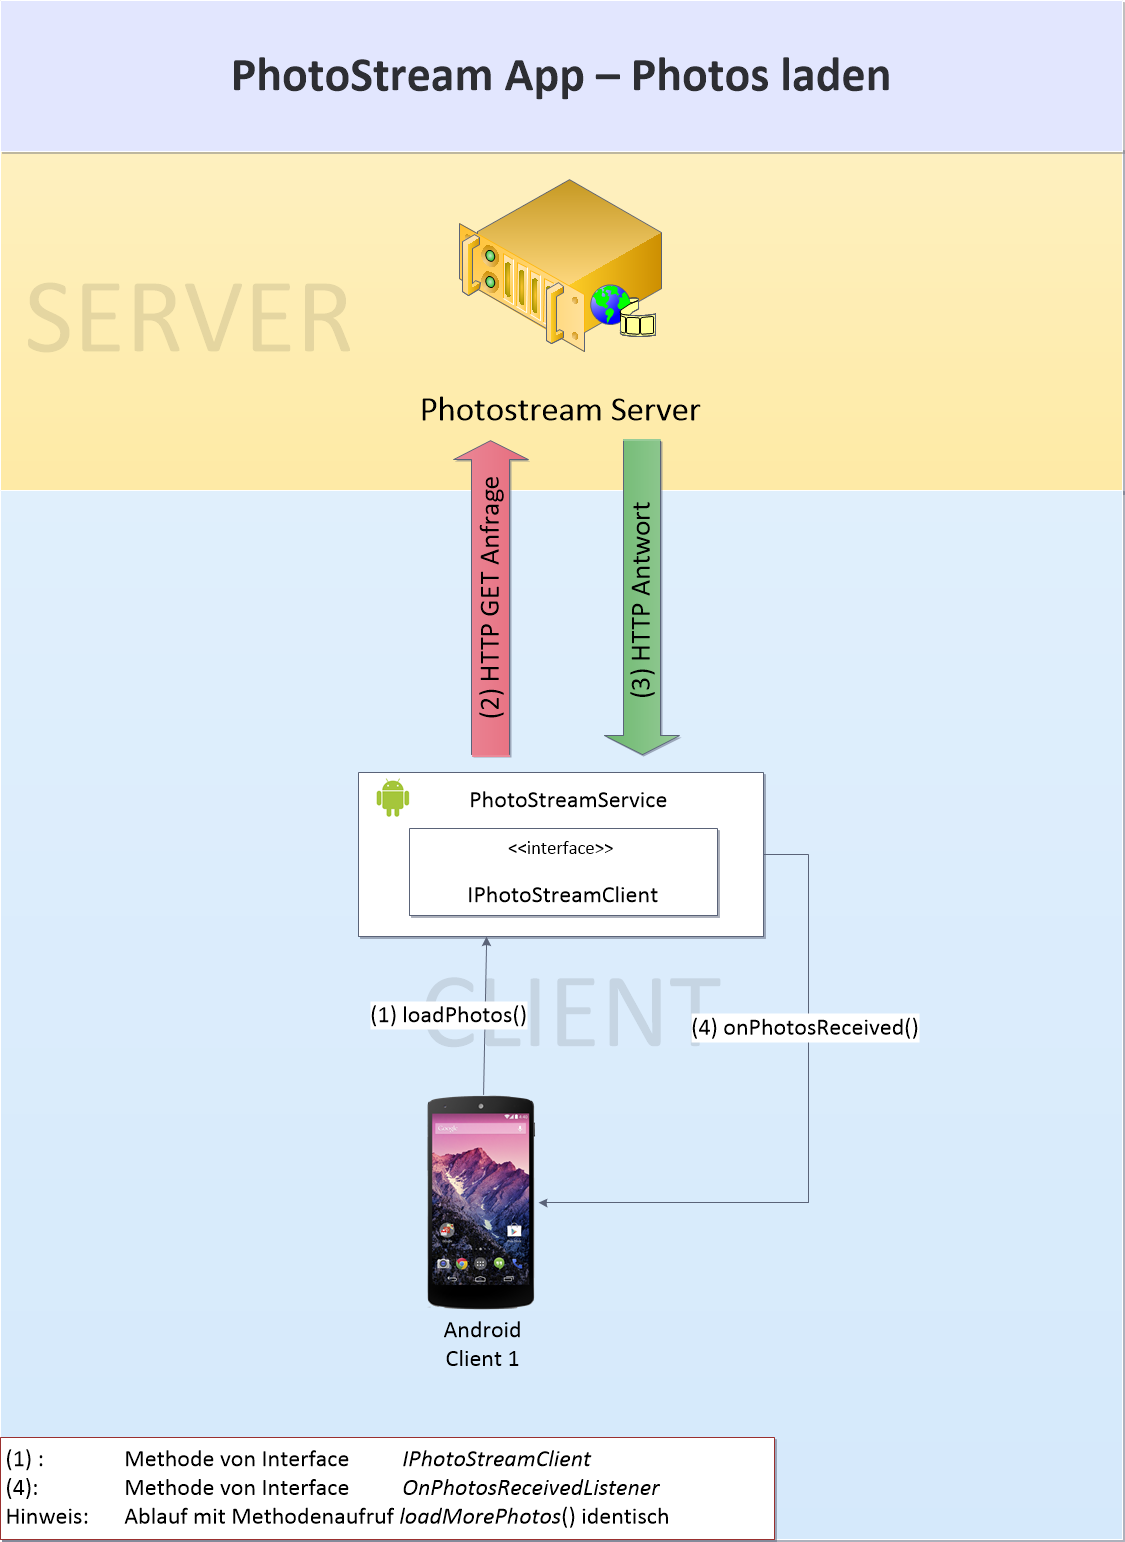 PhotoStream App – Photos laden
SERVER
Photostream Server
(2) HTTP GET Anfrage
(3) HTTP Antwort
PhotoStreamService
<<interface>>
IPhotoStreamClient
CLIENT
(1) loadPhotos()
(4) onPhotosReceived()
Google
Android
Client 1
(1) : Methode von Interface IPhotoStreamClient
(4): Methode von Interface OnPhotosReceivedListener
Hinweis: Ablauf mit Methodenaufruf loadMorePhotos() identisch